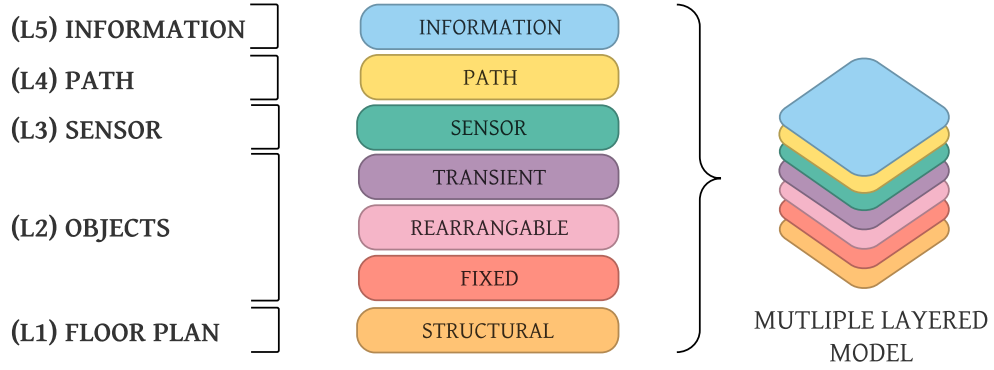 (L5) INFORMATION
INFORMATION
(L4) PATH
PATH
(L3) SENSOR
SENSOR
TRANSIENT
(L2) OBJECTS
REARRANGABLE
FIXED
(L1) FLOOR PLAN
STRUCTURAL
MUTLIPLE LAYERED
MODEL